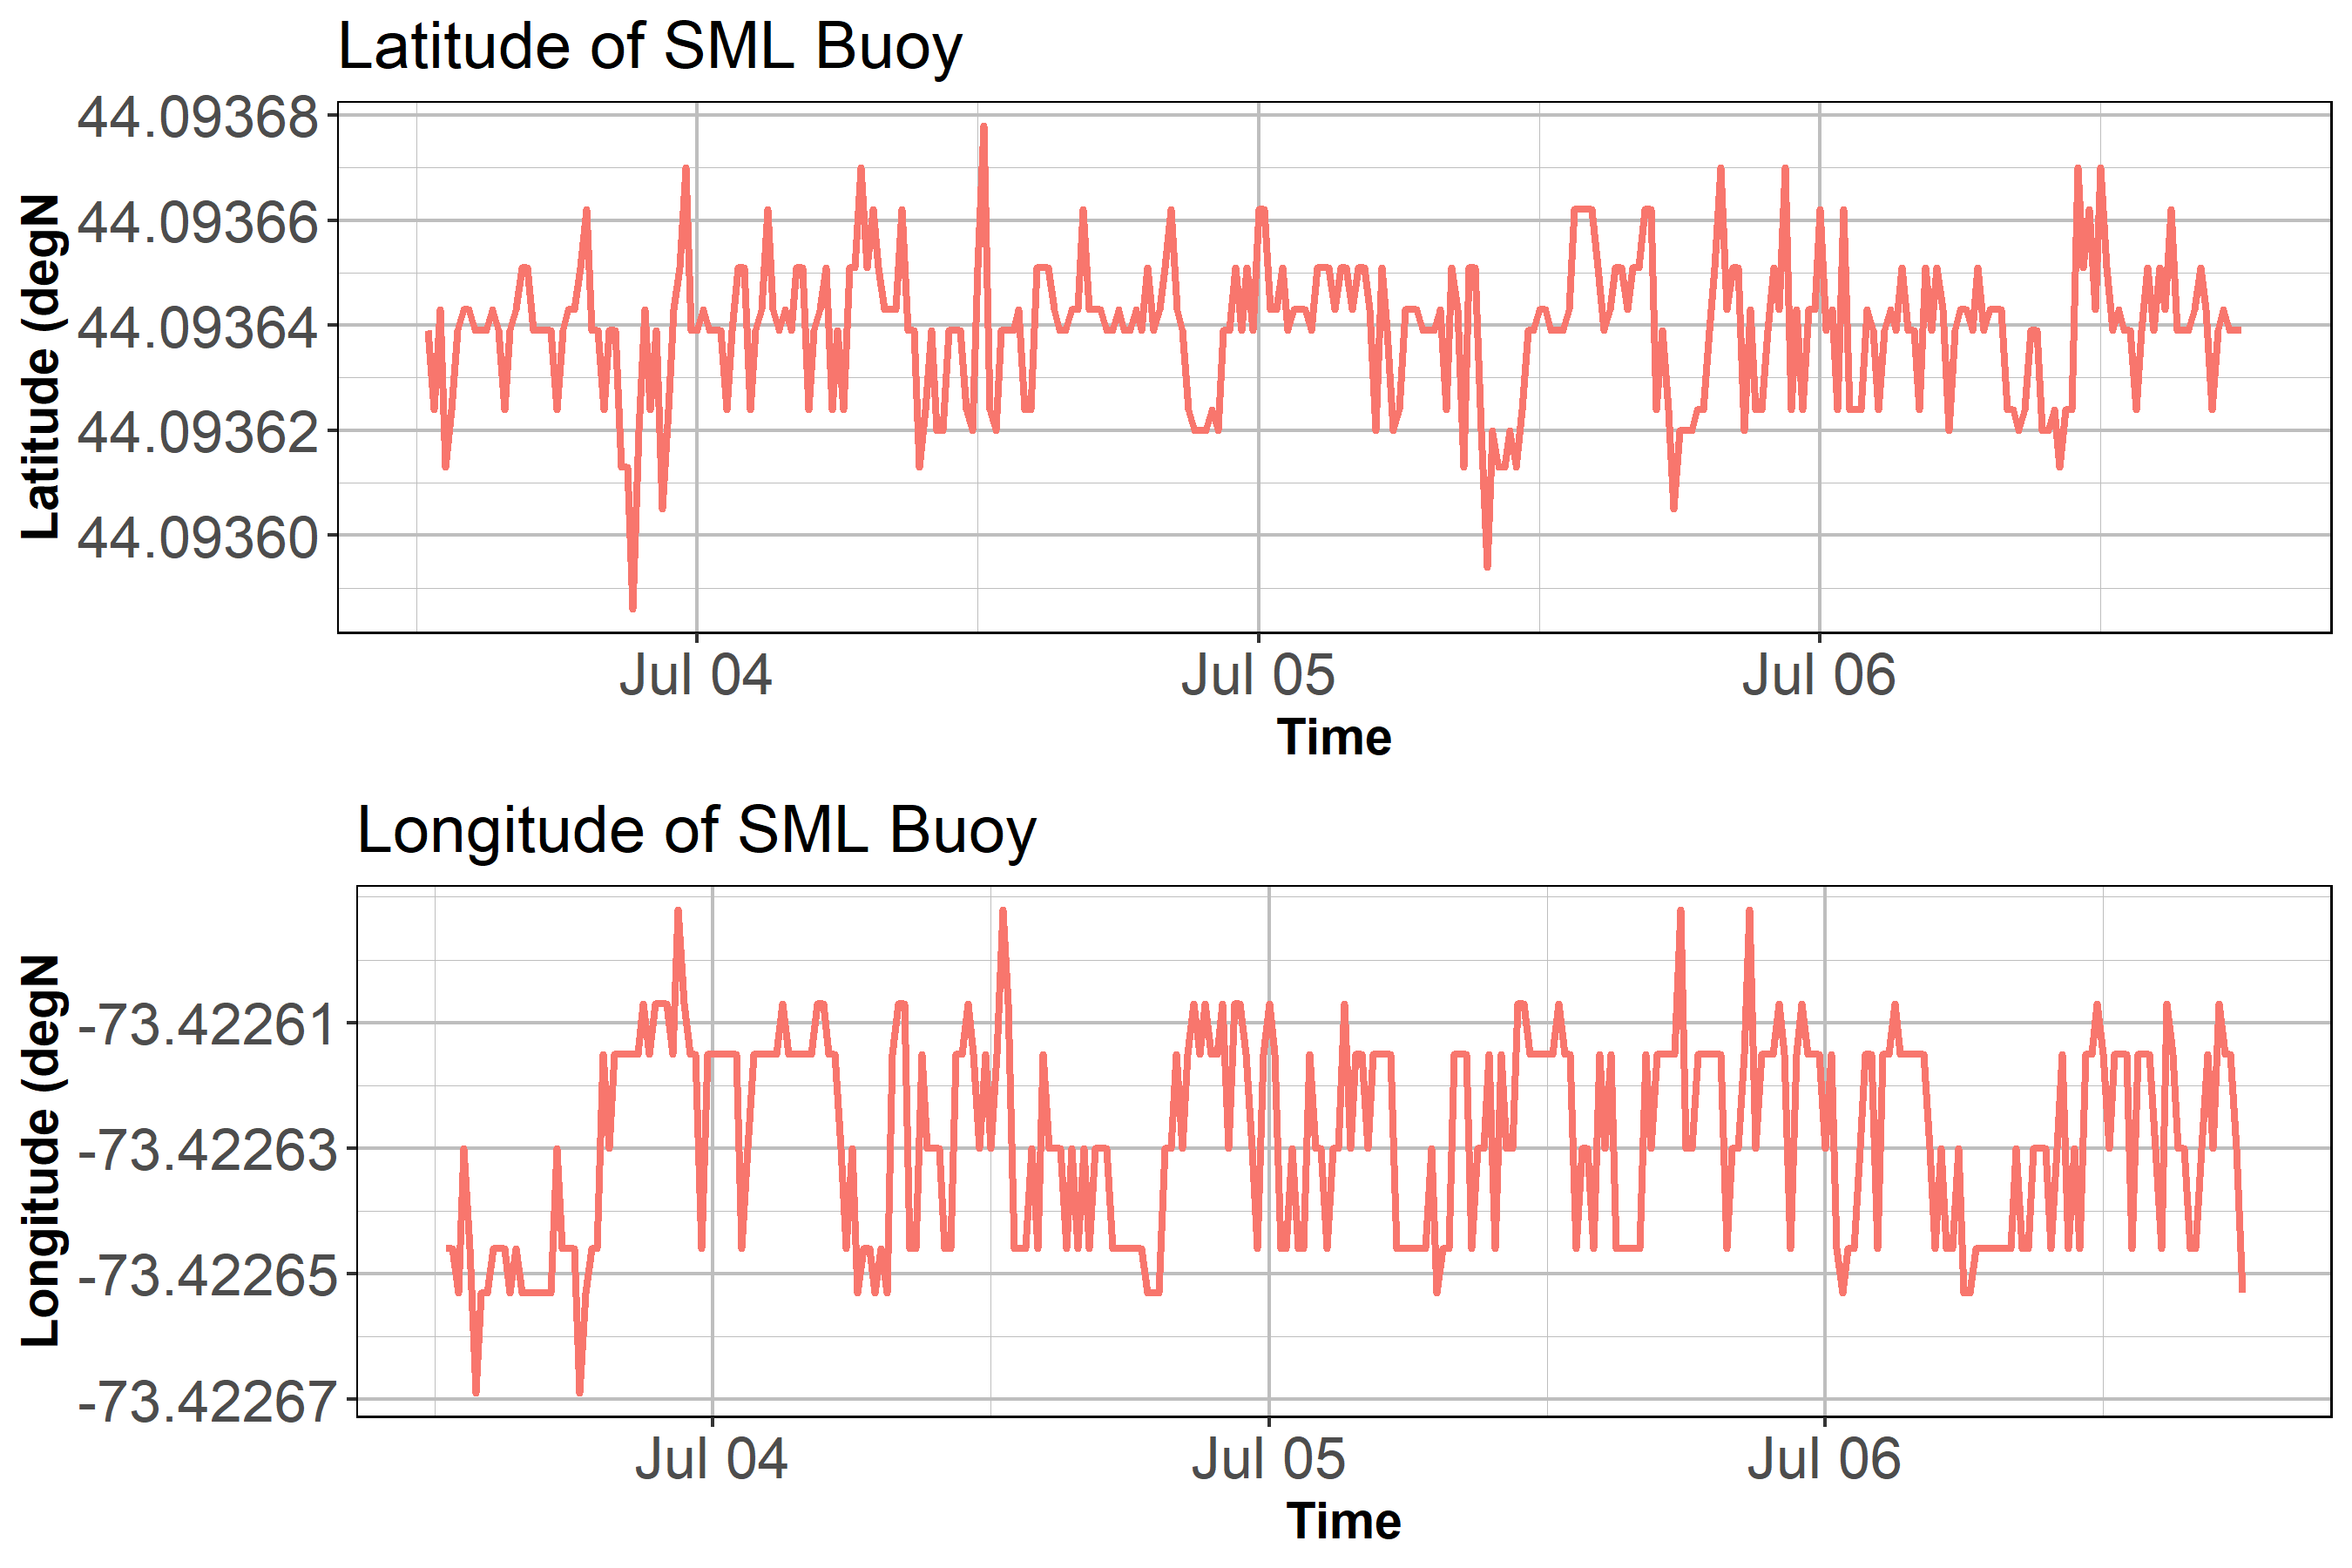 Latitude of SML Buoy
44.09368
44.09366
44.09364
44.09362
44.09360
Latitude (degN
Jul 04
Jul 05
Jul 06
Time
Longitude of SML Buoy
-73.42261
-73.42263
-73.42265
-73.42267
Longitude (degN
Jul 04
Jul 05
Jul 06
Time